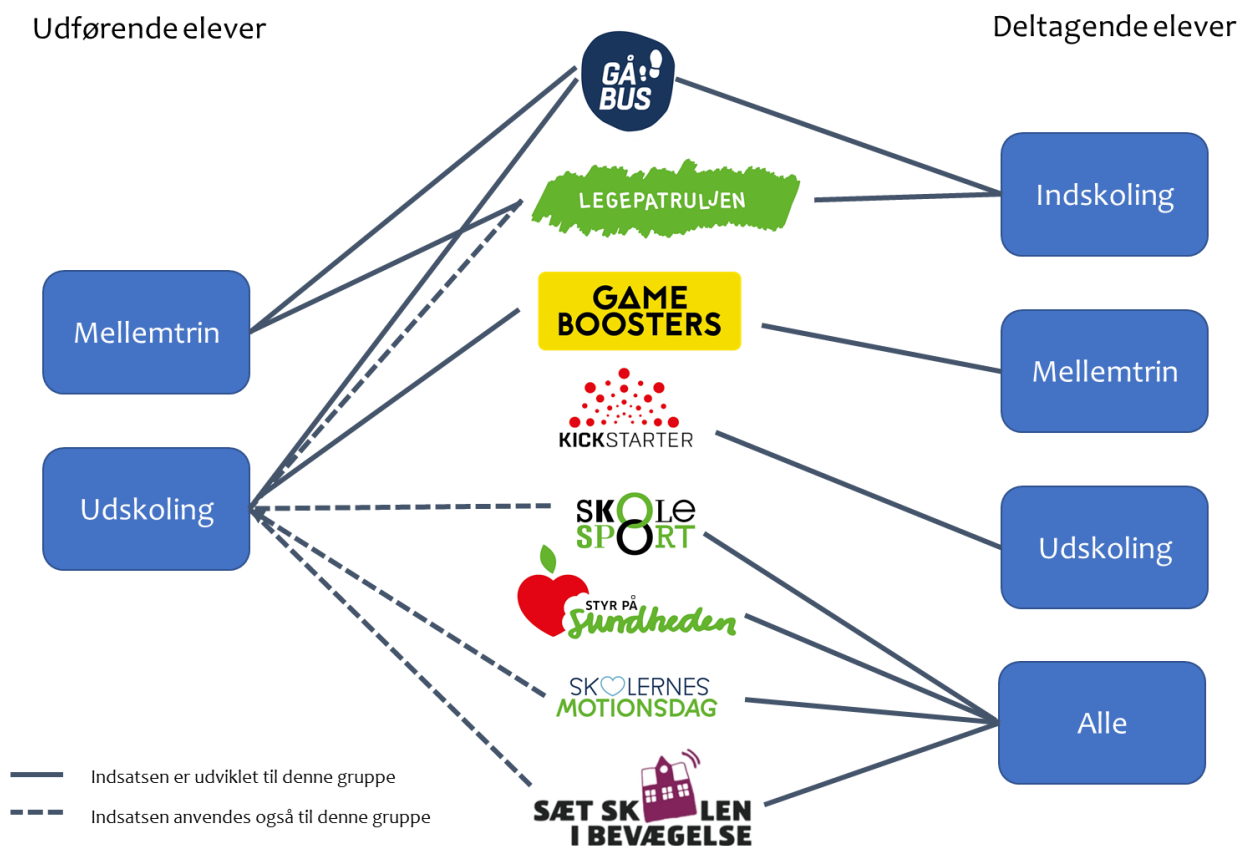 Udførende elever
Deltagende elever
GÅ
BUS
LEGEPATRULJEN
Indskoling
GAME
BOOSTERS
Mellemtrin
Mellemtrin
KICKSTARTER
Udskoling
SKOLE
SPORT
Udskoling
STYR PÅ
Sundheden
SKOLERNES
MOTIONSDAG
Alle
SÆT SKOLEN
I BEVÆGELSE
Indsatsen er udviklet til denne gruppe
Indsatsen anvendes også til denne gruppe